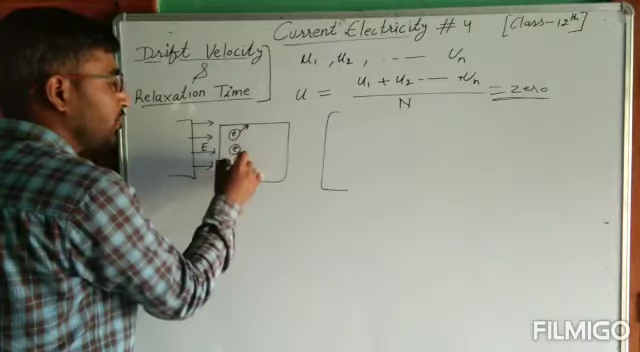 Current Electricity # 4 [Class-12th]
Drift Velocity
&
Relaxation Time
u1, u2, ---- Un
u = u1 + u2 --- +Un / N = zero
E
e
e
FILMIGO